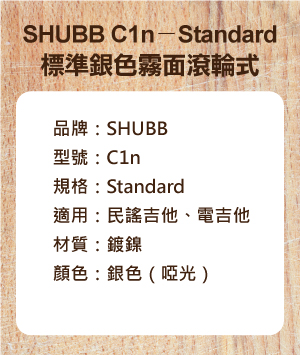 SHUBB C1n－Standard
標準銀色霧面滾輪式
品牌：SHUBB
型號：C1n
規格：Standard
適用：民謠吉他、電吉他
材質：鍍鎳
顏色：銀色（啞光）